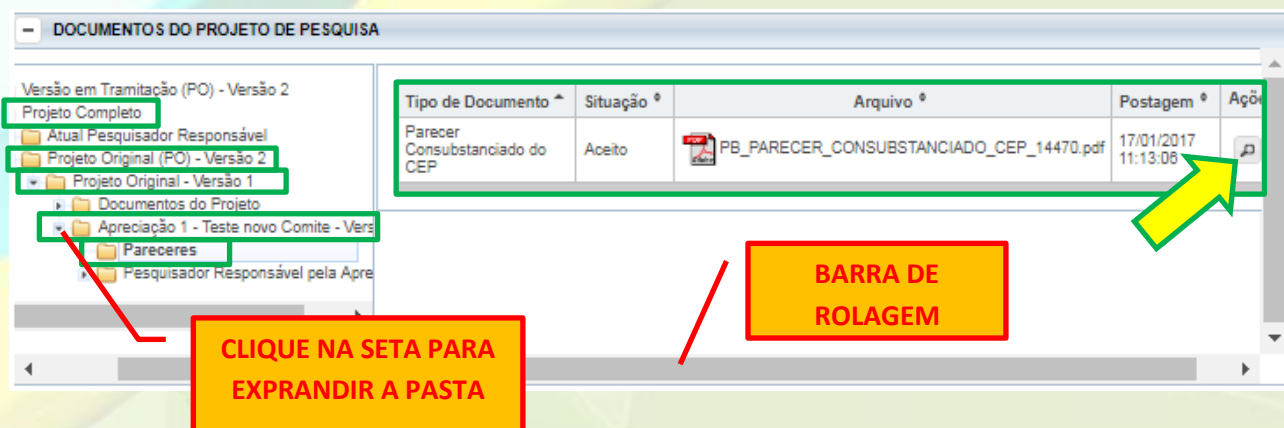 DOCUMENTOS DO PROJETO DE PESQUISA
Versão em Tramitação (PO) - Versão 2
Projeto Completo
Atual Pesquisador Responsável
Projeto Original (PO) - Versão 2
Projeto Original - Versão 1
Documentos do Projeto
Apreciação 1 - Teste novo Comite - Vers
Pareceres
Pesquisador Responsável pela Apre
Tipo de Documento Situação Arquivo Postagem Açõe
Parecer
Consubstanciado do
CEP
Aceito
PB_PARECER_CONSUBSTANCIADO_CEP_14470.pdf
17/01/2017
11:13:06
BARRA DE
ROLAGEM
CLIQUE NA SETA PARA
EXPRANDIR A PASTA